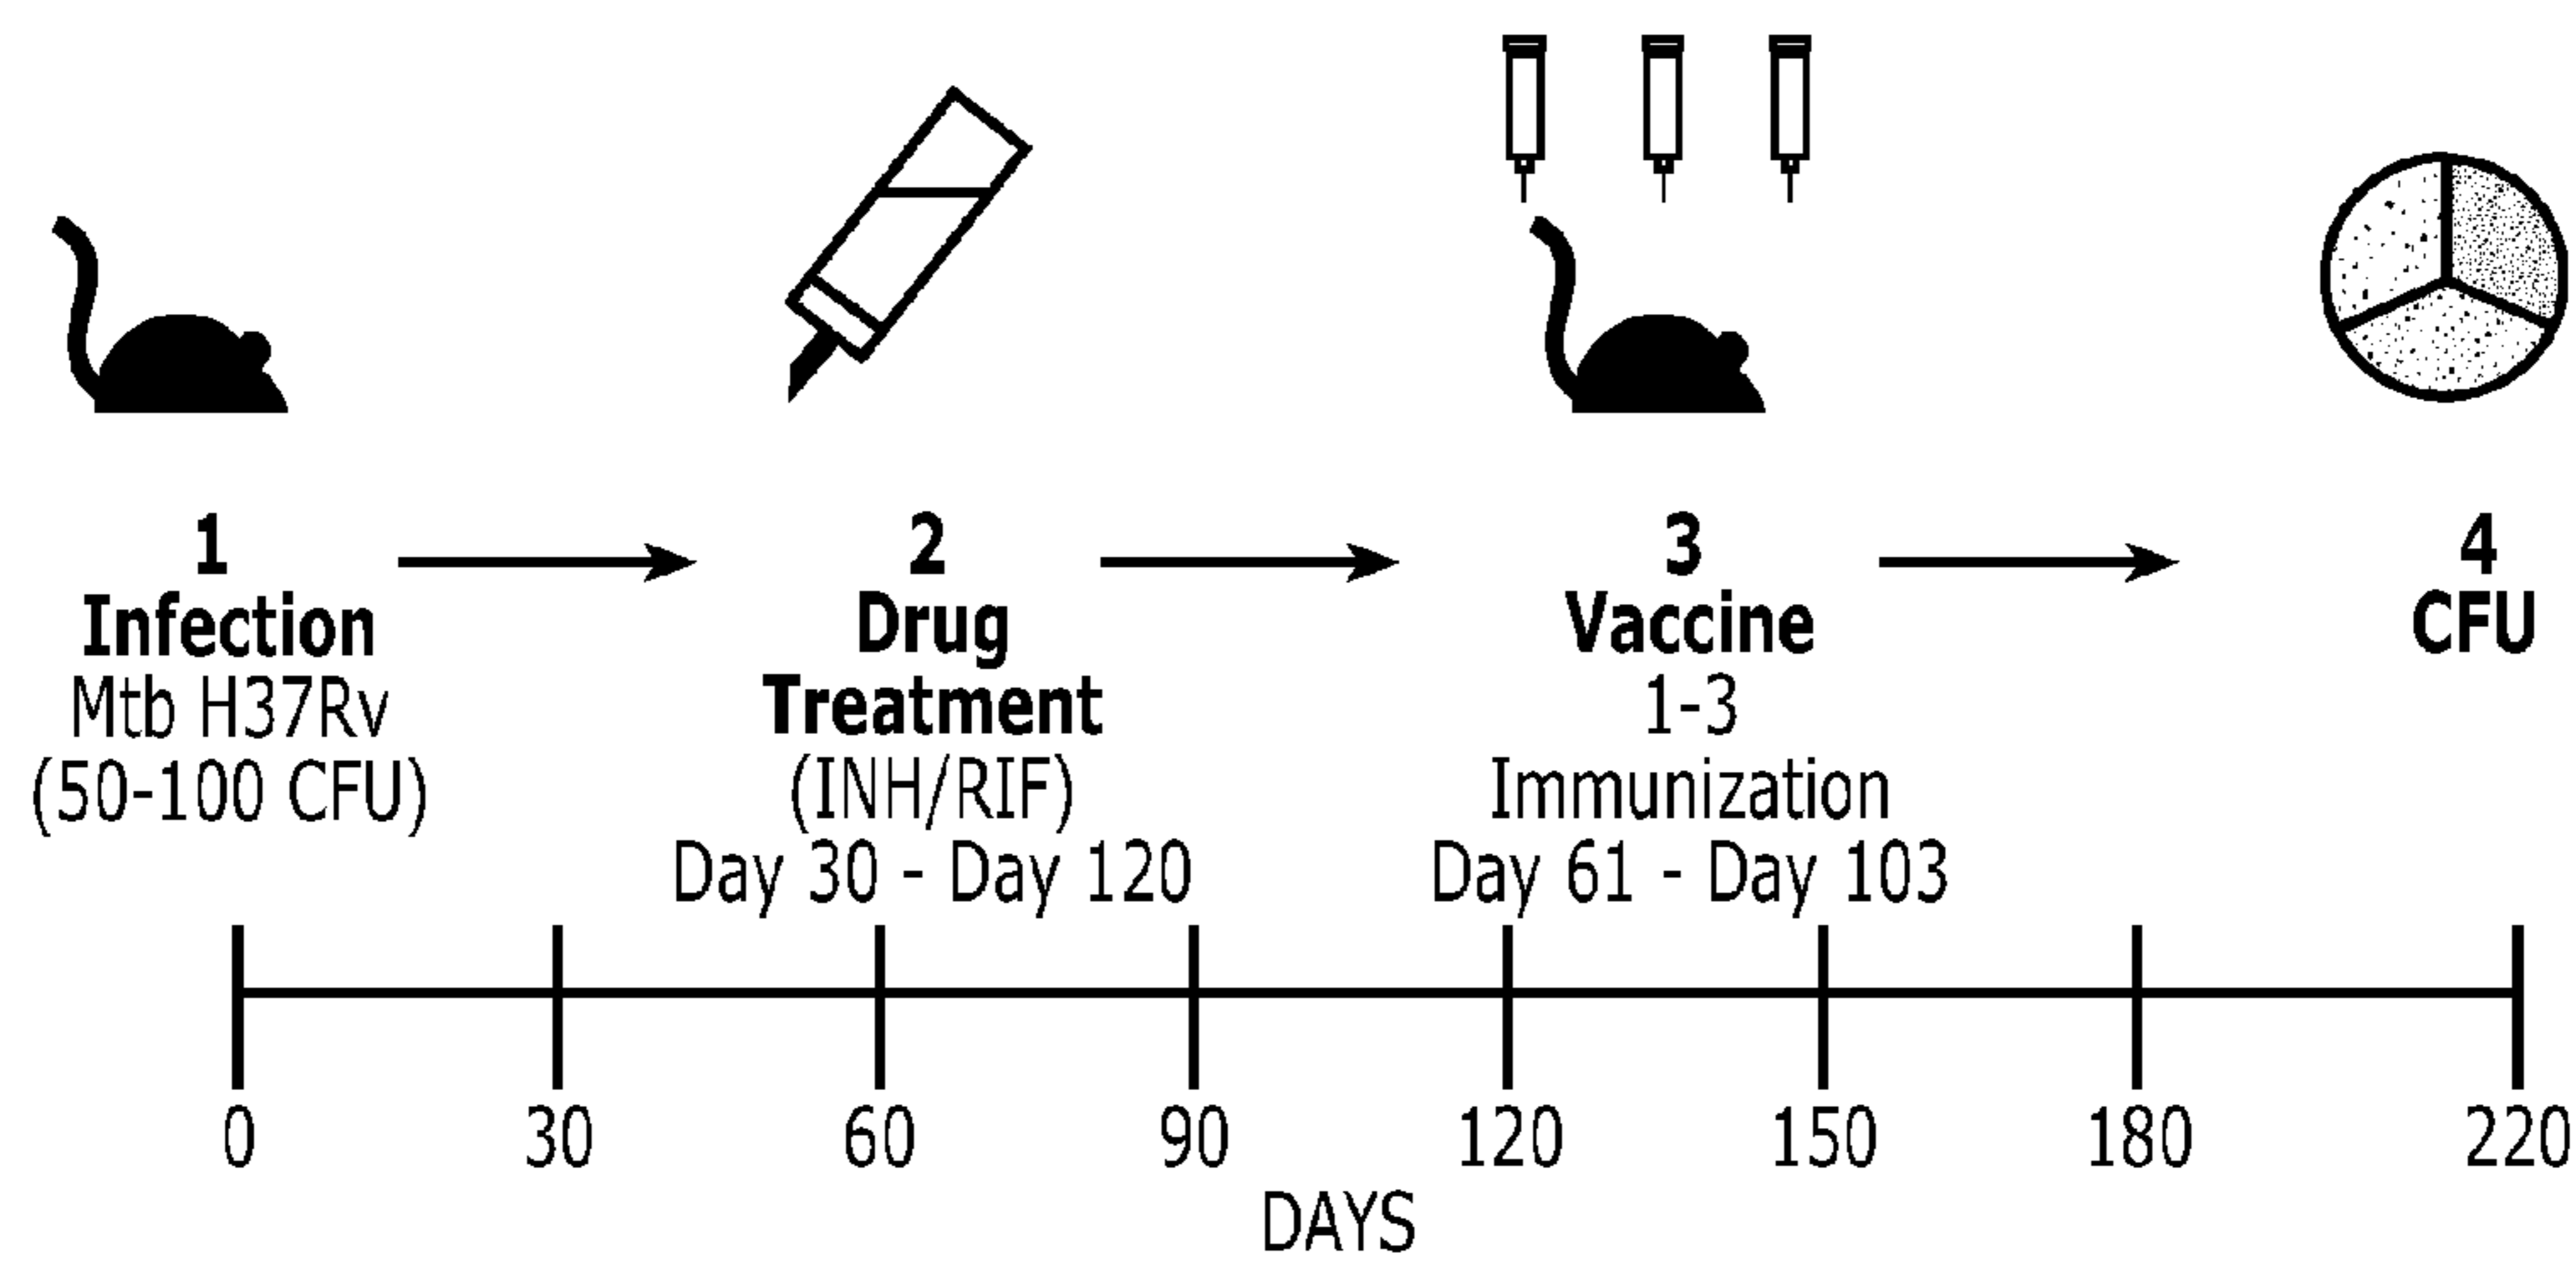 1
Infection
Mtb H37Rv
(50-100 CFU)
2
Drug
Treatment
(INH/RIF)
Day 30 - Day 120
3
Vaccine
1-3
Immunization
Day 61 - Day 103
4
CFU
0 30 60 90 120 150 180 220
DAYS